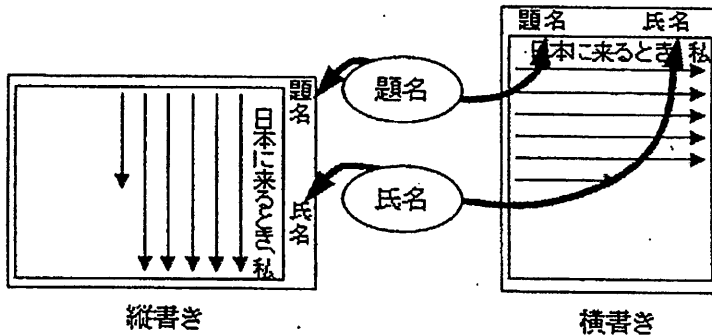 題名
氏名
日本に来るとき、私
縦書き
題名
氏名
題名 氏名
日本に来るとき 私
横書き